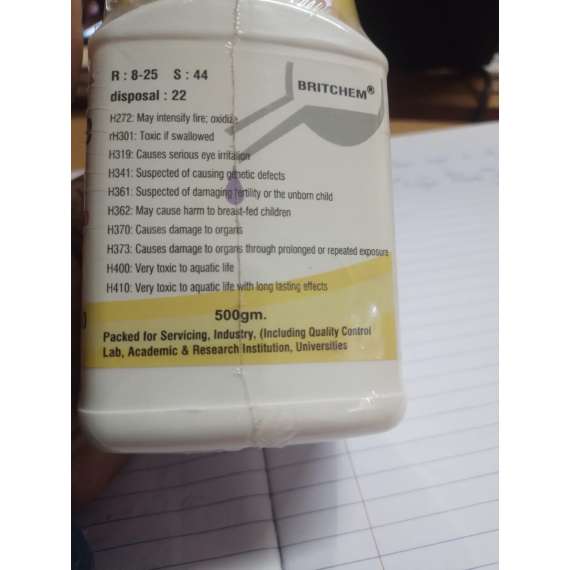 R : 8-25 S : 44
disposal : 22
BRITCHEM®
H272: May intensify fire; oxidiz
rH301: Toxic if swallowed
H319: Causes serious eye irritation
H341: Suspected of causing genetic defects
H361: Suspected of damaging fertility or the unborn child
H362: May cause harm to breast-fed children
H370: Causes damage to organs
H373: Causes damage to organs through prolonged or repeated exposure
H400: Very toxic to aquatic life
H410: Very toxic to aquatic life with long lasting effects
500gm.
Packed for Servicing, Industry, (Including Quality Control
Lab, Academic & Research Institution, Universities